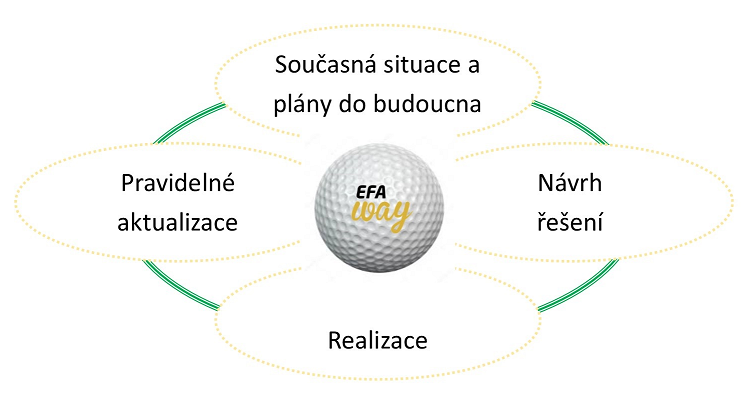 Současná situace a
plány do budoucna
Pravidelné
aktualizace
EFA
way
Návrh
řešení
Realizace